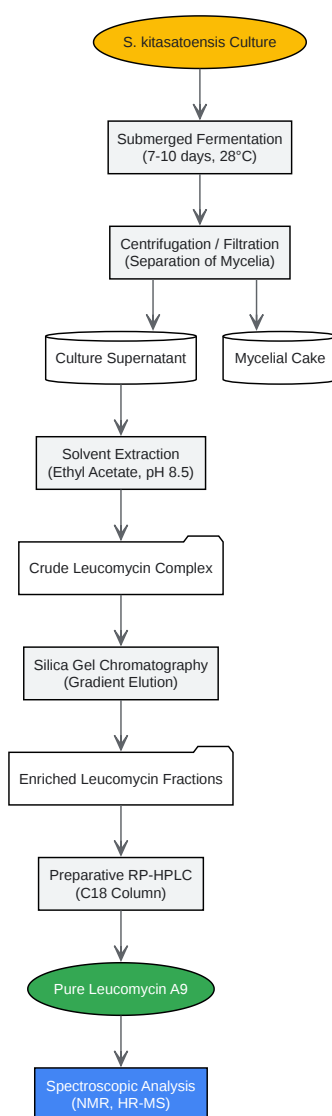 S. kitasatoensis Culture
Submerged Fermentation
(7-10 days, 28°C)
Centrifugation / Filtration
(Separation of Mycelia)
Culture Supernatant
Mycelial Cake
Solvent Extraction
(Ethyl Acetate, pH 8.5)
Crude Leucomycin Complex
Silica Gel Chromatography
(Gradient Elution)
Enriched Leucomycin Fractions
Preparative RP-HPLC
(C18 Column)
Pure Leucomycin A9
Spectroscopic Analysis
(NMR, HR-MS)